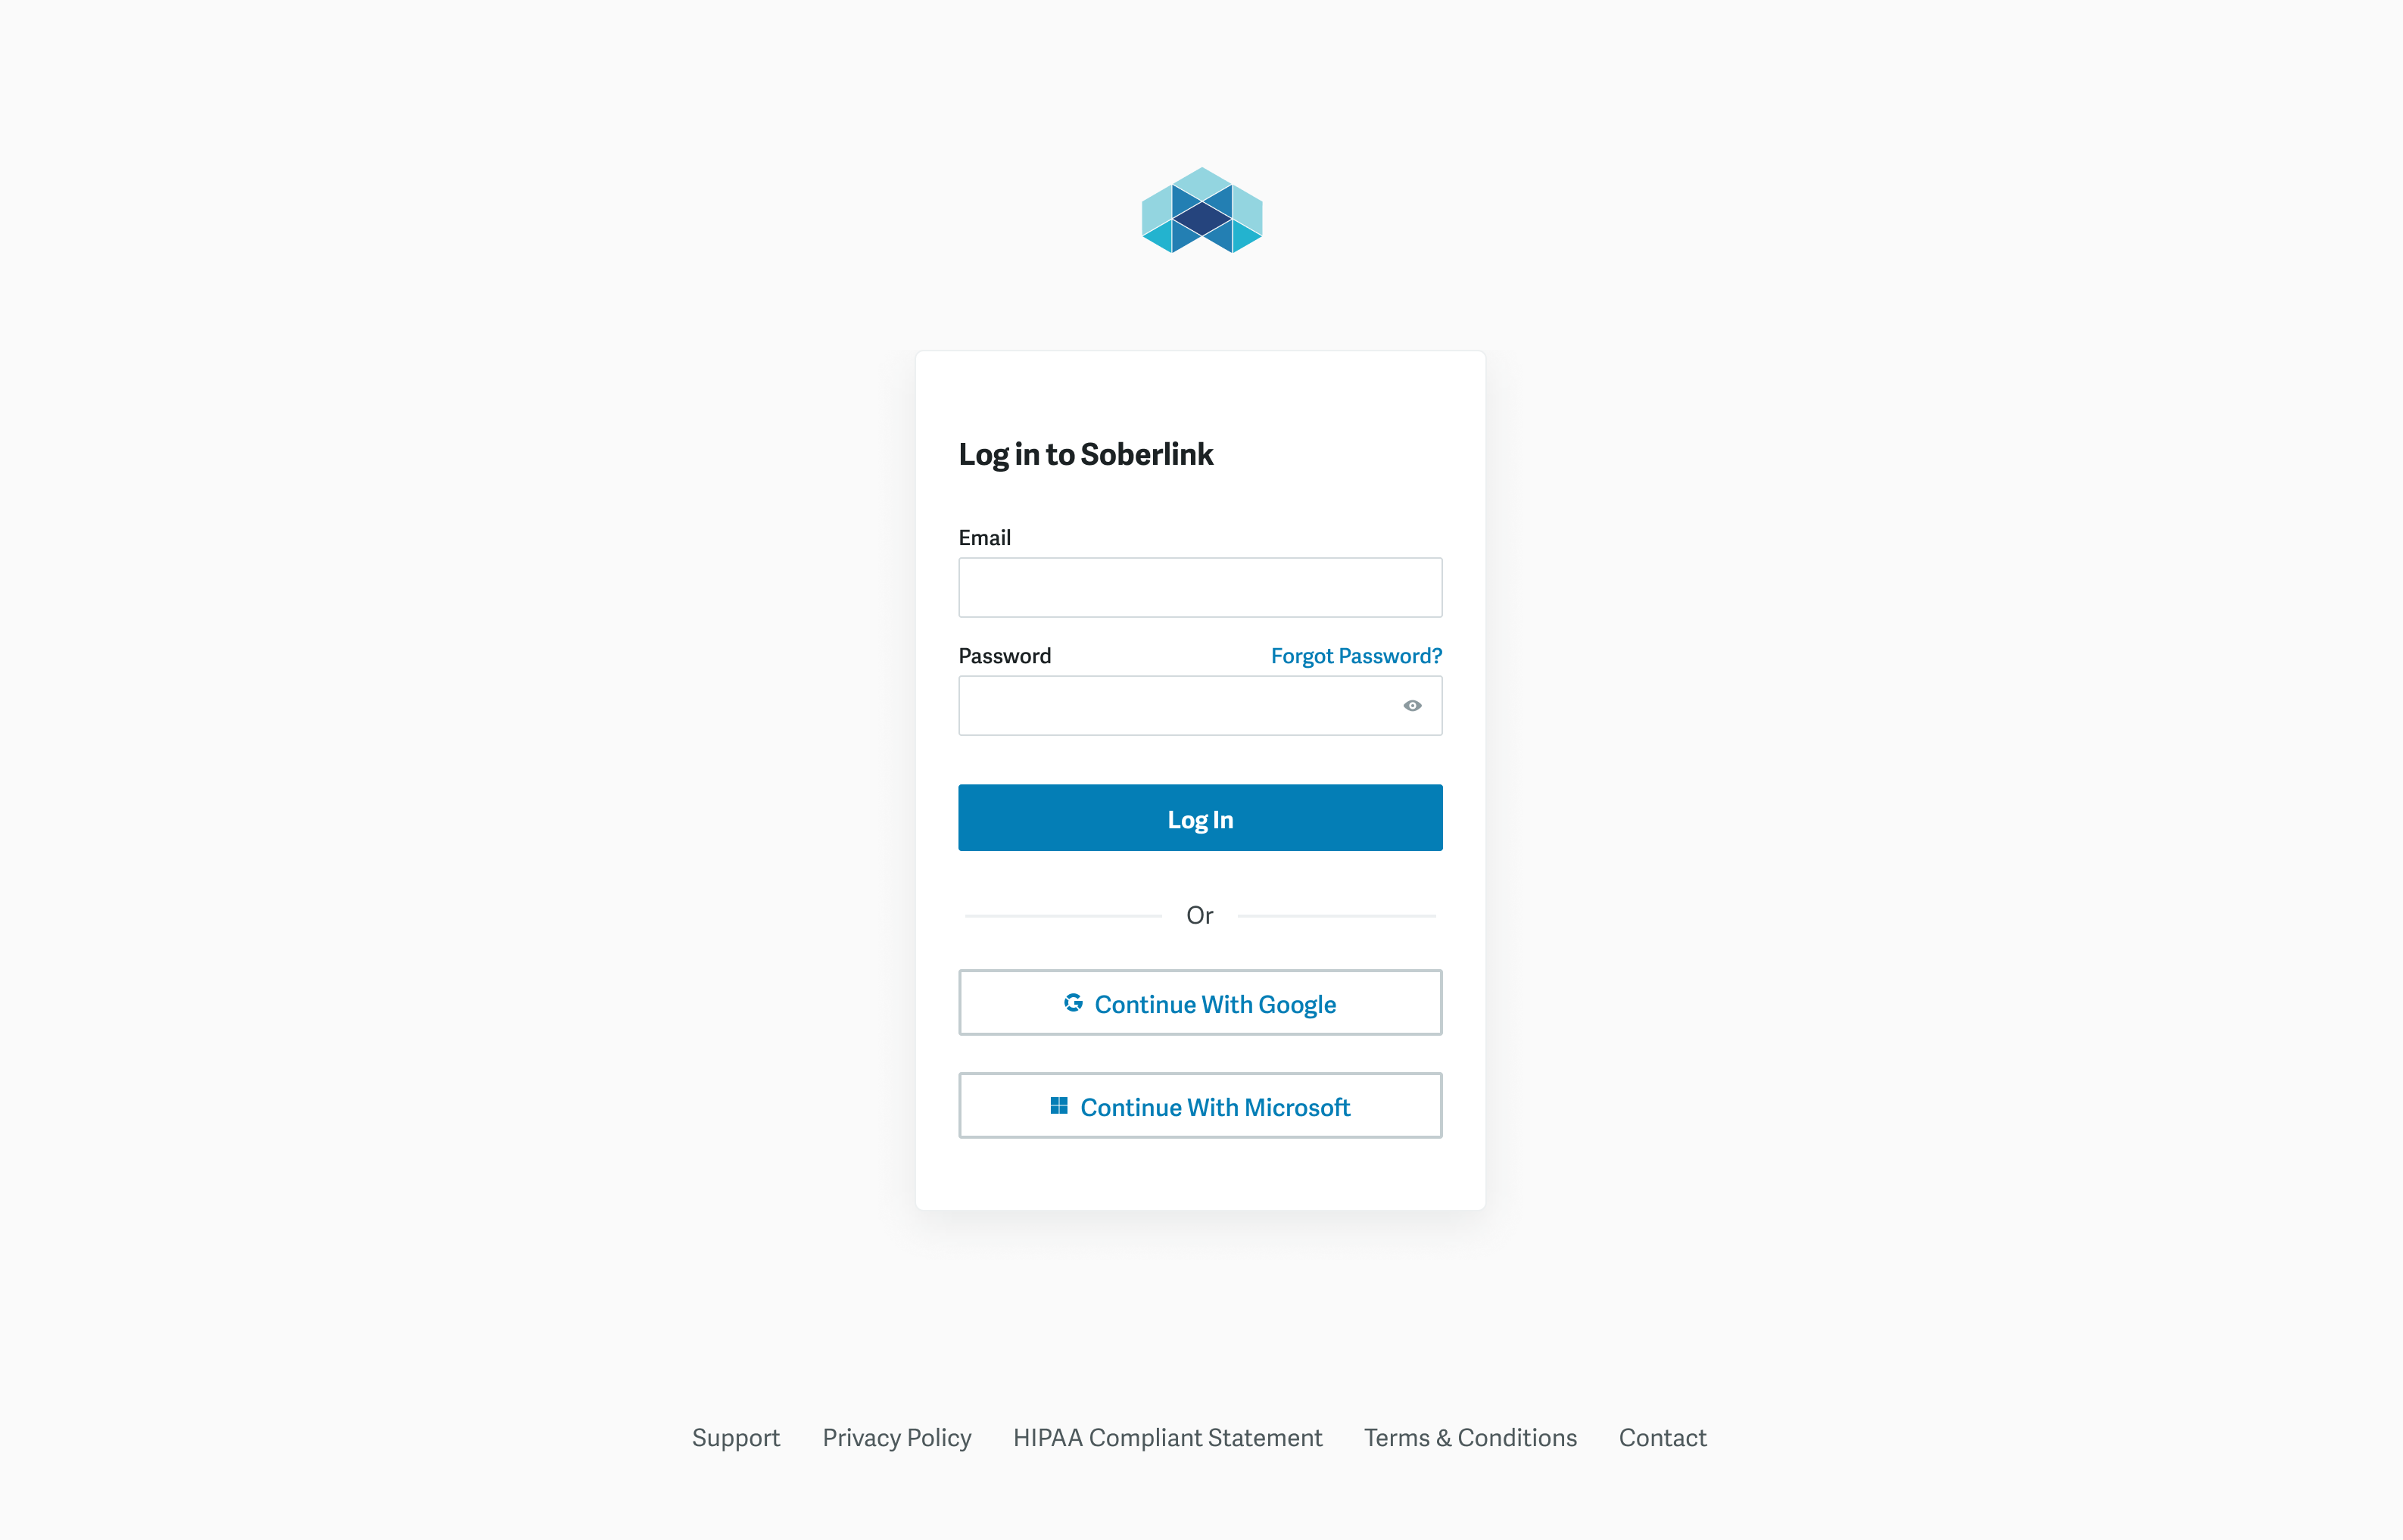 Log in to Soberlink
Email
Password Forgot Password?
Log In
Or
Continue With Google
Continue With Microsoft
Support Privacy Policy HIPAA Compliant Statement Terms & Conditions Contact